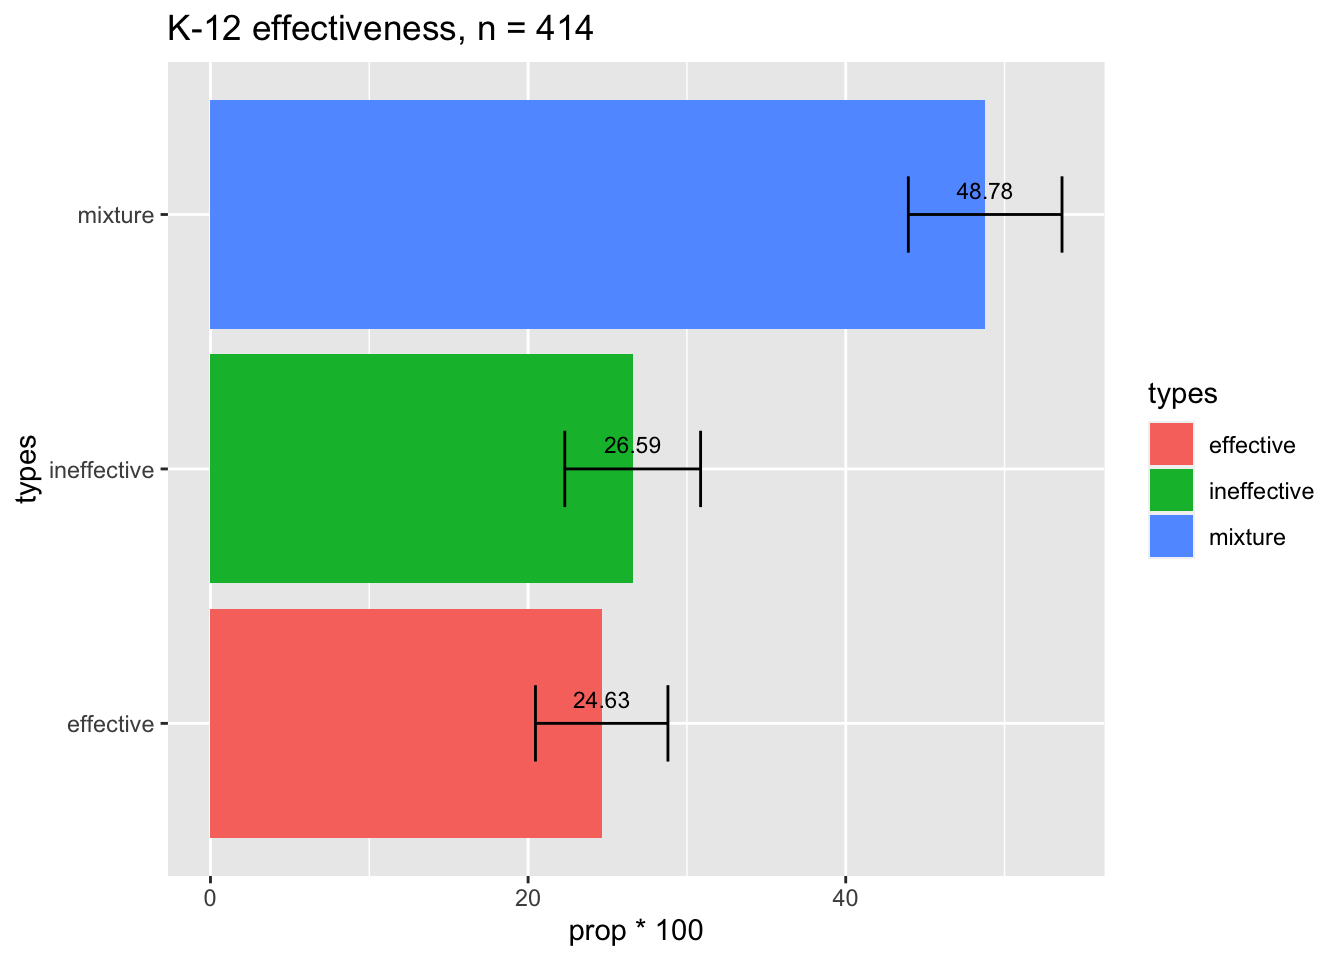 K-12 effectiveness, n = 414
types
mixture
ineffective
effective
48.78
26.59
24.63
0 20 40
prop * 100
types
effective
ineffective
mixture